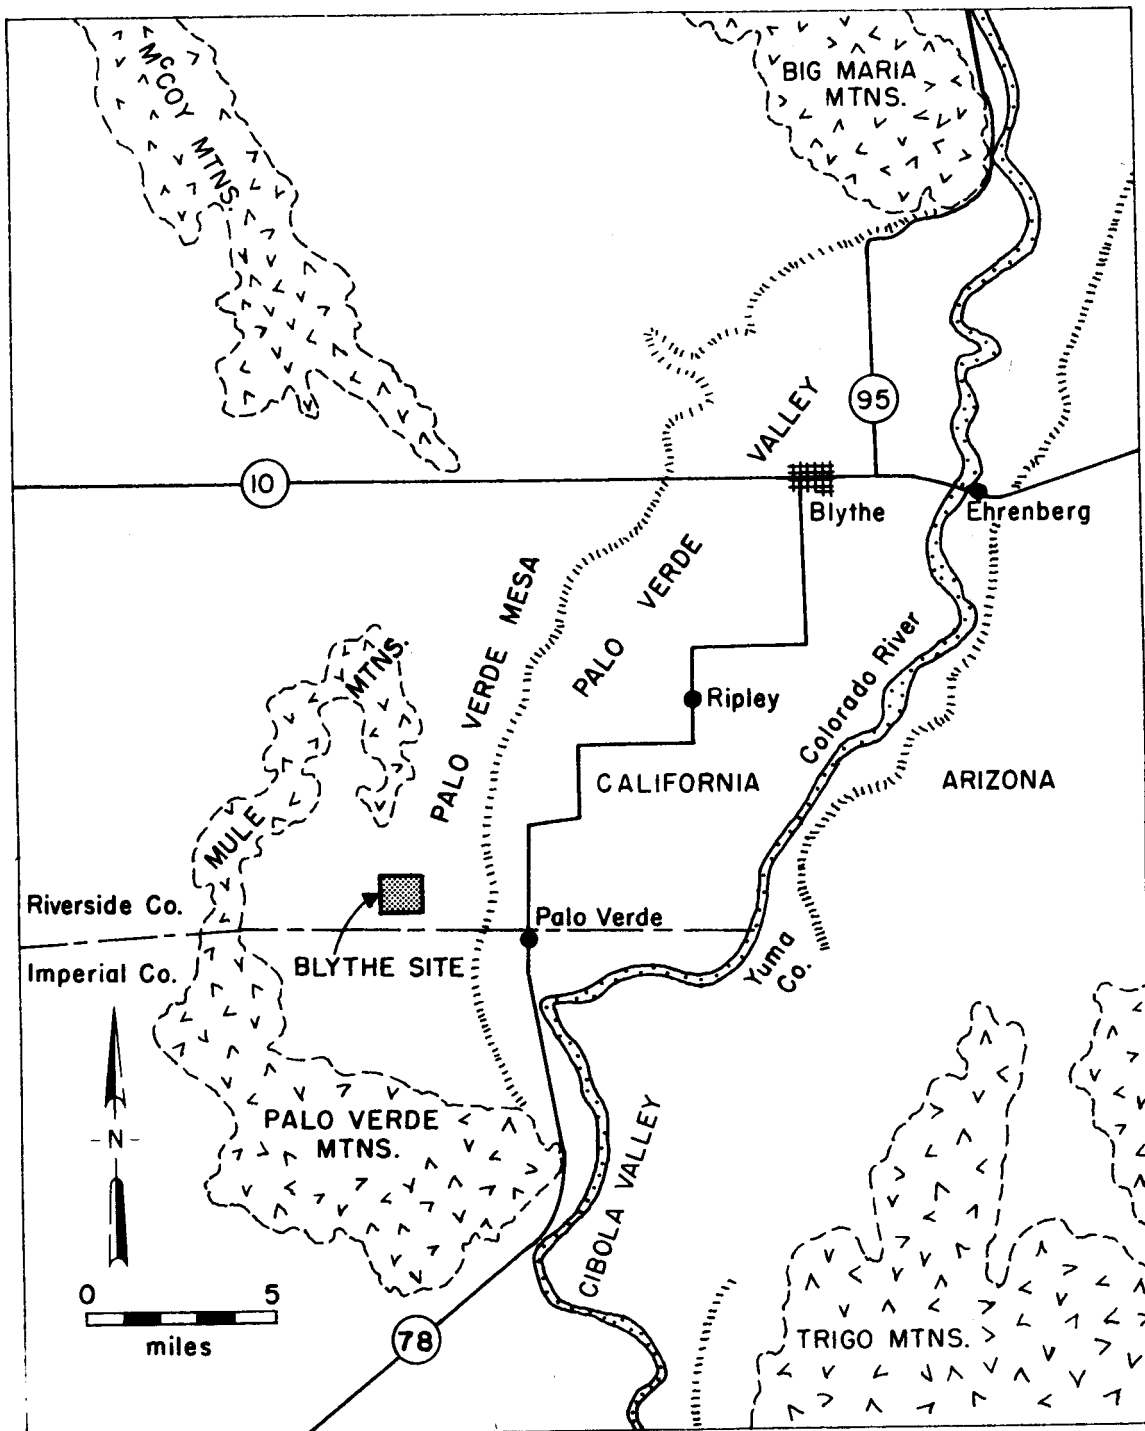 McCOY MTNS.
BIG MARIA
MTNS.
95
VALLEY
10
Blythe
Ehrenberg
PALO VERDE MESA
PALO VERDE
MTNS.
Ripley
Colorado River
CALIFORNIA
ARIZONA
MULE
Riverside Co.
Palo Verde
Imperial Co.
BLYTHE SITE
Yuma
Co.
-N-
PALO VERDE
MTNS.
CIBOLA VALLEY
0 5
miles
78
TRIGO MTNS.